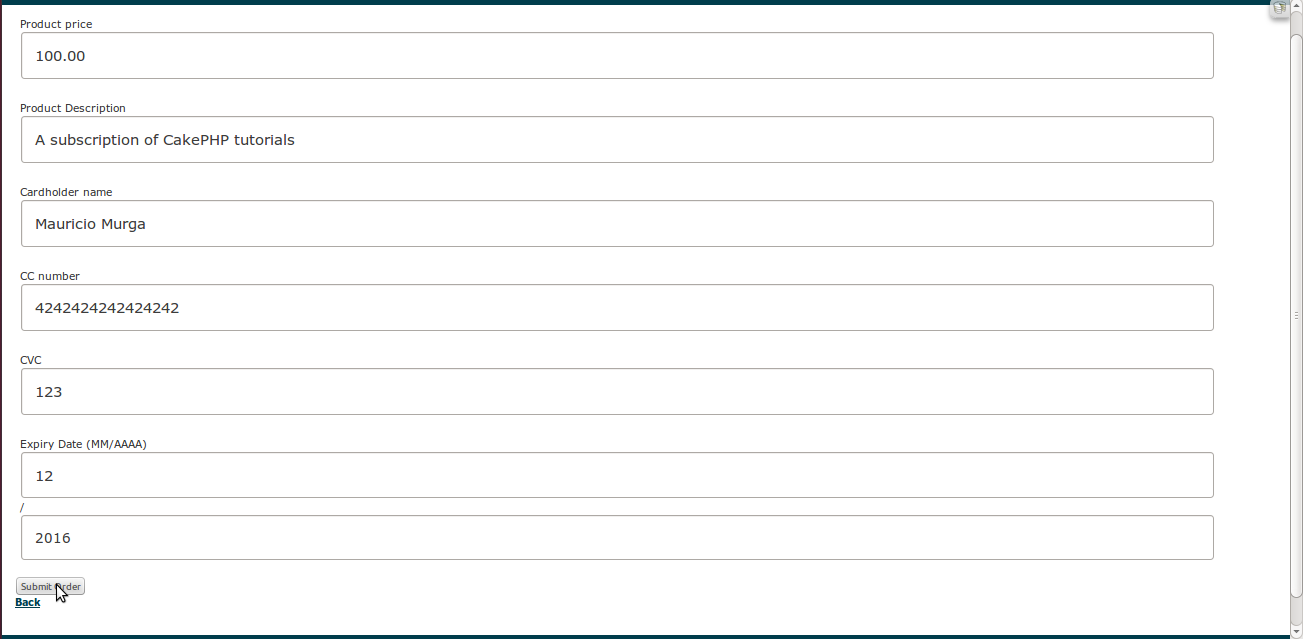 Product price
100.00
Product Description
A subscription of CakePHP tutorials
Cardholder name
Mauricio Murga
CC number
4242424242424242
CVC
123
Expiry Date (MM/AAAA)
12
/
2016
Submit Order
Back